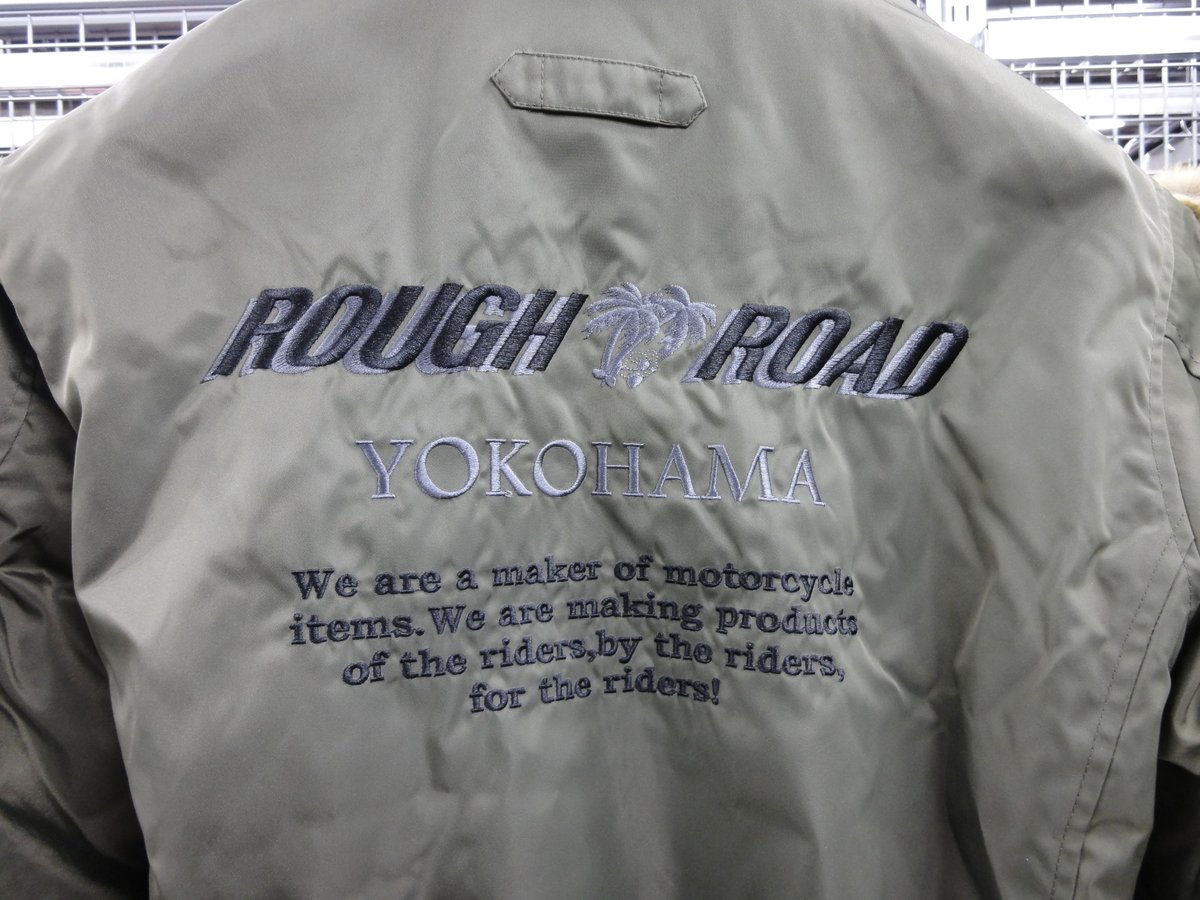 ROUGH ROAD
YOKOHAMA
We are a maker of motorcycle
items. We are making products
of the riders,by the riders,
for the riders!